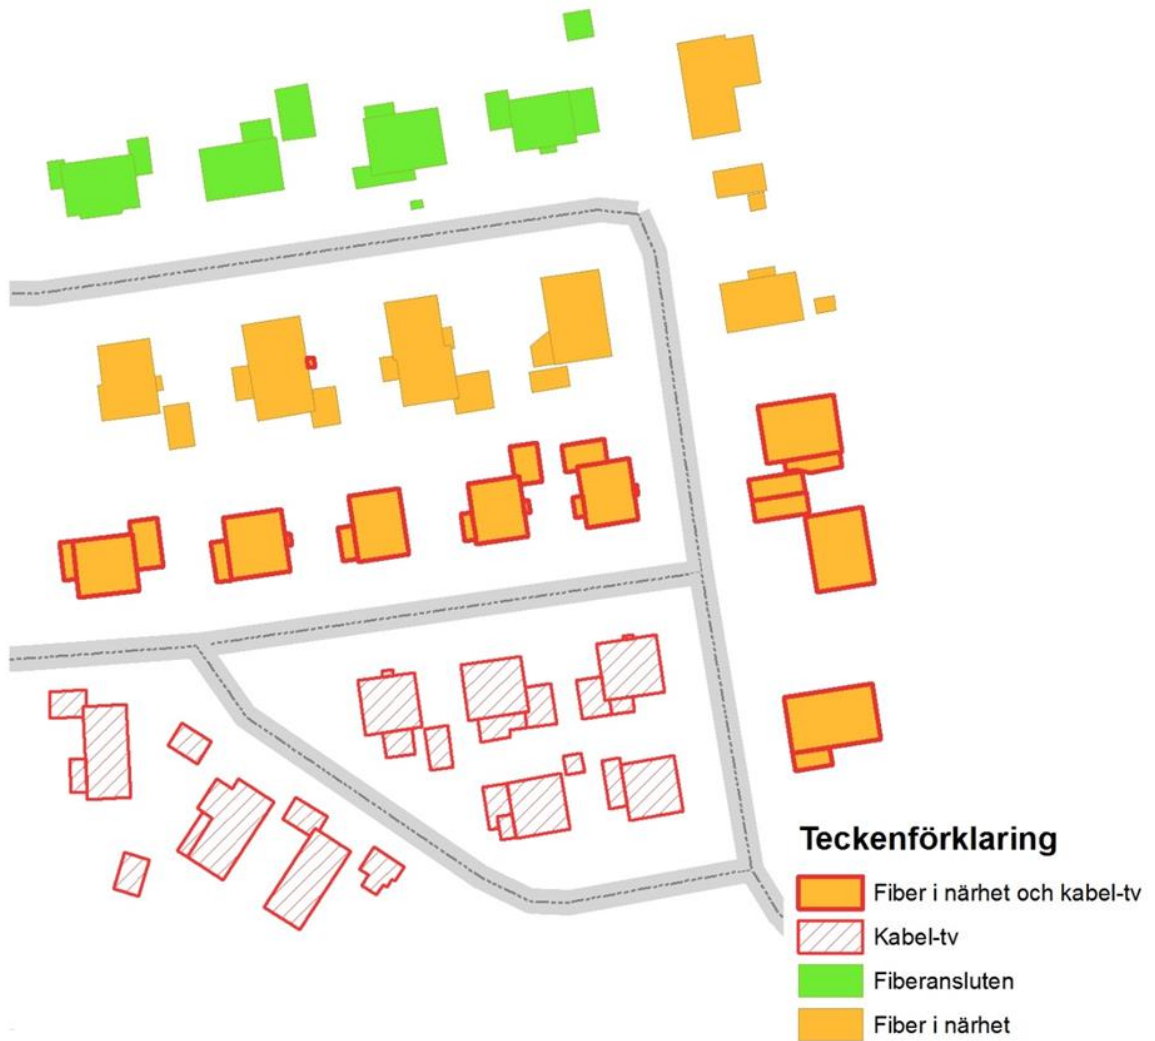 Teckenförklaring
Fiber i närhet och kabel-tv
Kabel-tv
Fiberansluten
Fiber i närhet